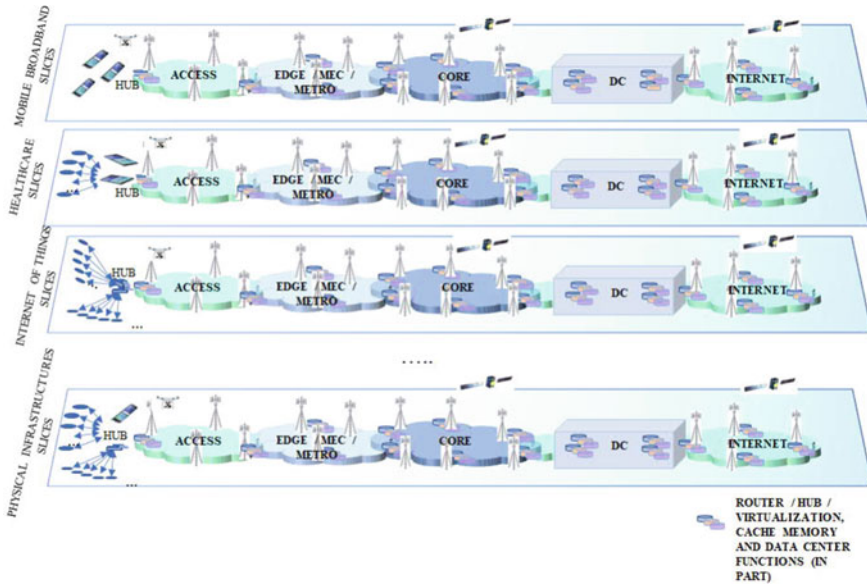 MOBILE BROADBAND
SLICES
HUB
ACCESS
EDGE / MEC /
METRO
CORE
DC
INTERNET
HEALTHCARE
SLICES
...
HUB
ACCESS
EDGE / MEC /
METRO
CORE
DC
INTERNET
INTERNET OF THINGS
SLICES
HUB
...
ACCESS
EDGE / MEC /
METRO
CORE
DC
INTERNET
.....
PHYSICAL INFRASTRUCTURES
SLICES
HUB
...
ACCESS
EDGE / MEC /
METRO
CORE
DC
INTERNET
ROUTER / HUB /
VIRTUALIZATION,
CACHE MEMORY
AND DATA CENTER
FUNCTIONS (IN
PART)